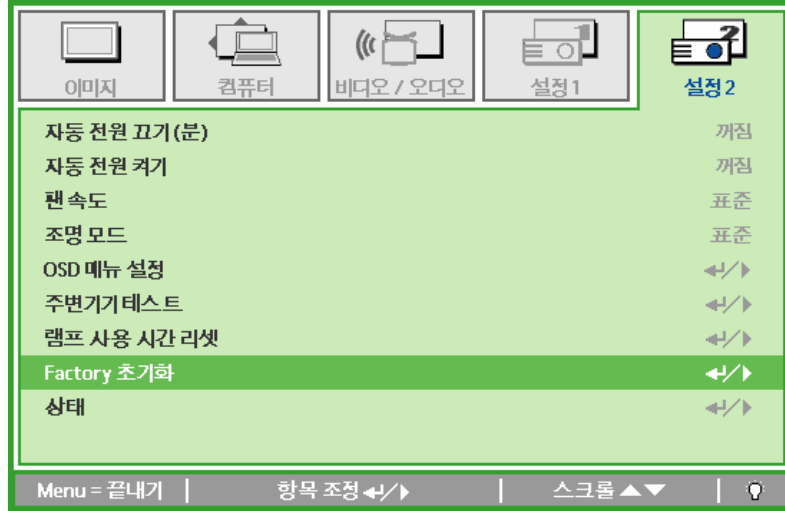 이미지 컴퓨터 비디오 / 오디오 설정 1 설정 2
자동 전원 끄기 (분) 꺼짐
자동 전원 켜기 꺼짐
팬 속도 표준
조명 모드 표준
OSD 메뉴 설정
주변기기 테스트
램프 사용 시간 리셋
Factory 초기화
상태
Menu = 끝내기 항목 조정 스크롤